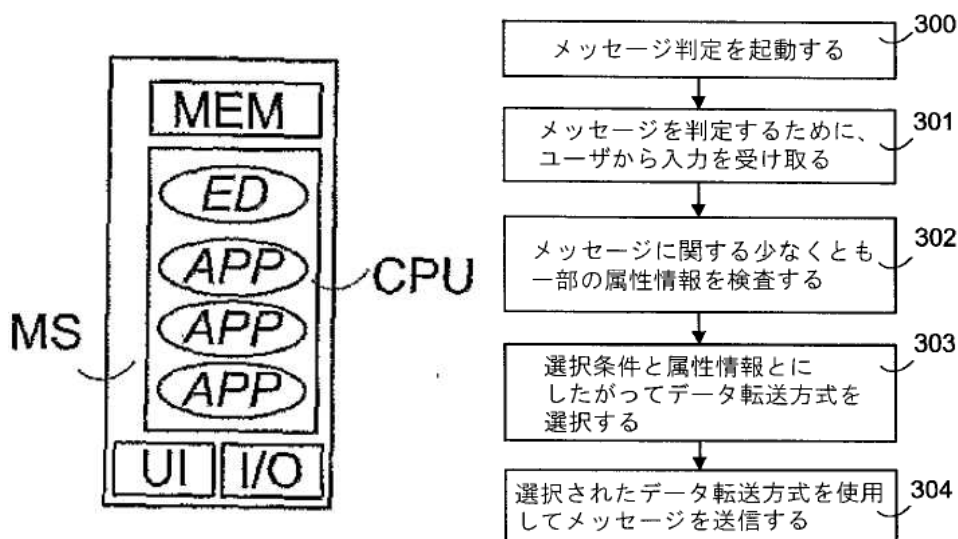 MEM
ED
APP
APP
APP
CPU
MS
UI
I/O
300
メッセージ判定を起動する
301
メッセージを判定するために、
ユーザから入力を受け取る
302
メッセージに関する少なくとも
一部の属性情報を検査する
303
選択条件と属性情報とに
したがってデータ転送方式を
選択する
304
選択されたデータ転送方式を使用
してメッセージを送信する